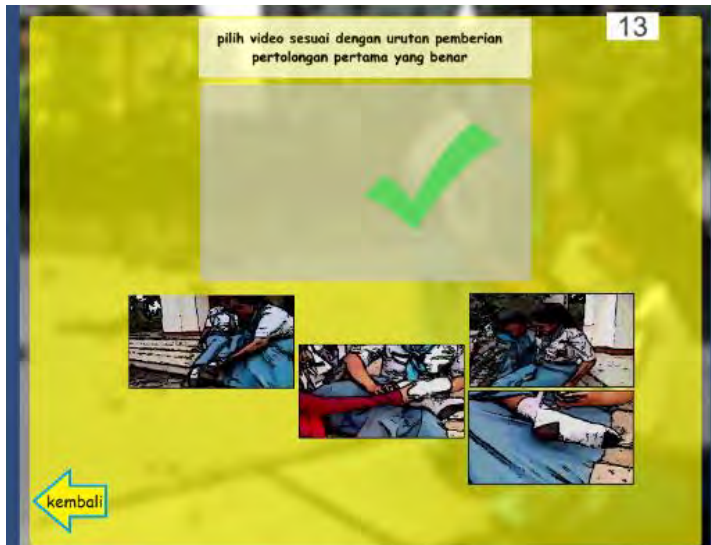 13
pilih video sesuai dengan urutan pemberian
pertolongan pertama yang benar
kembali